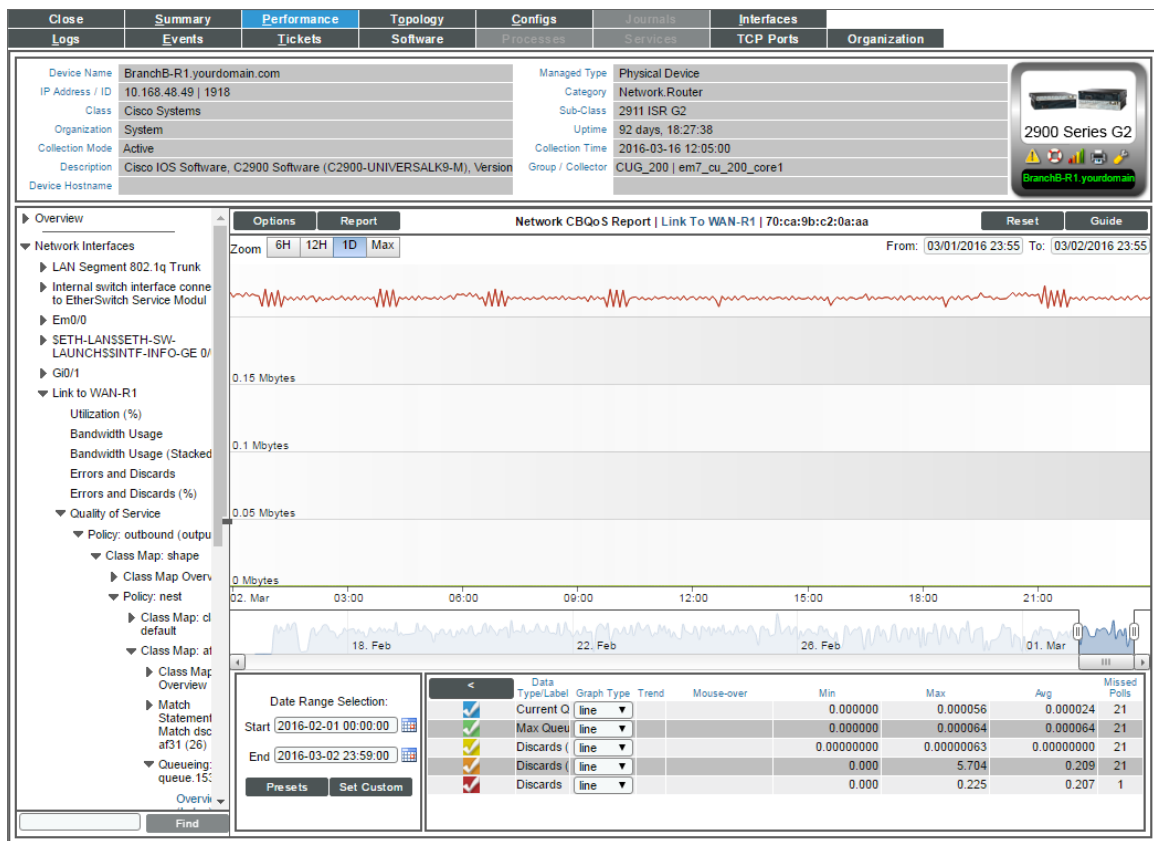 Close Summary Performance Topology Configs Journals Interfaces
Logs Events Tickets Software Processes Services TCP Ports Organization
Device Name BranchB-R1.yourdomain.com Managed Type Physical Device
IP Address / ID 10.168.48.49 | 1918 Category Network.Router
Class Cisco Systems Sub-Class 2911 ISR G2
Organization System Uptime 92 days, 18:27:38
Collection Mode Active Collection Time 2016-03-16 12:05:00
Description Cisco IOS Software, C2900 Software (C2900-UNIVERSALK9-M), Version Group / Collector CUG_200 | em7_cu_200_core1
Device Hostname
2900 Series G2
BranchB-R1.yourdomain
Overview
Network Interfaces
LAN Segment 802.1q Trunk
Internal switch interface conne
to EtherSwitch Service Modul
Em0/0
$ETH-LAN$$ETH-SW-
LAUNCH$$INTF-INFO-GE 0/
Gi0/1
Link to WAN-R1
Utilization (%)
Bandwidth Usage
Bandwidth Usage (Stacked
Errors and Discards
Errors and Discards (%)
Quality of Service
Policy: outbound (outpu
Class Map: shape
Class Map Overv
Policy: nest
Class Map: cl
default
Class Map: af
Class Map
Overview
Match
Statement
Match dsc
af31 (26)
Queueing:
queue.153
Overvie
Find
Options Report Network CBQoS Report | Link To WAN-R1 | 70:ca:9b:c2:0a:aa Reset Guide
Zoom 6H 12H 1D Max From: 03/01/2016 23:55 To: 03/02/2016 23:55
0.15 Mbytes
0.1 Mbytes
0.05 Mbytes
0 Mbytes
02. Mar 03:00 06:00 09:00 12:00 15:00 18:00 21:00
18. Feb 22. Feb 26. Feb 01. Mar
Date Range Selection:
Start 2016-02-01 00:00:00
End 2016-03-02 23:59:00
Presets Set Custom
< Data Type/Label Graph Type Trend Mouse-over Min Max Avg Missed Polls
Current Q line 0.000000 0.000056 0.000024 21
Max Queu line 0.000000 0.000064 0.000064 21
Discards ( line 0.00000000 0.00000063 0.00000000 21
Discards ( line 0.000 5.704 0.209 21
Discards line 0.000 0.225 0.207 1